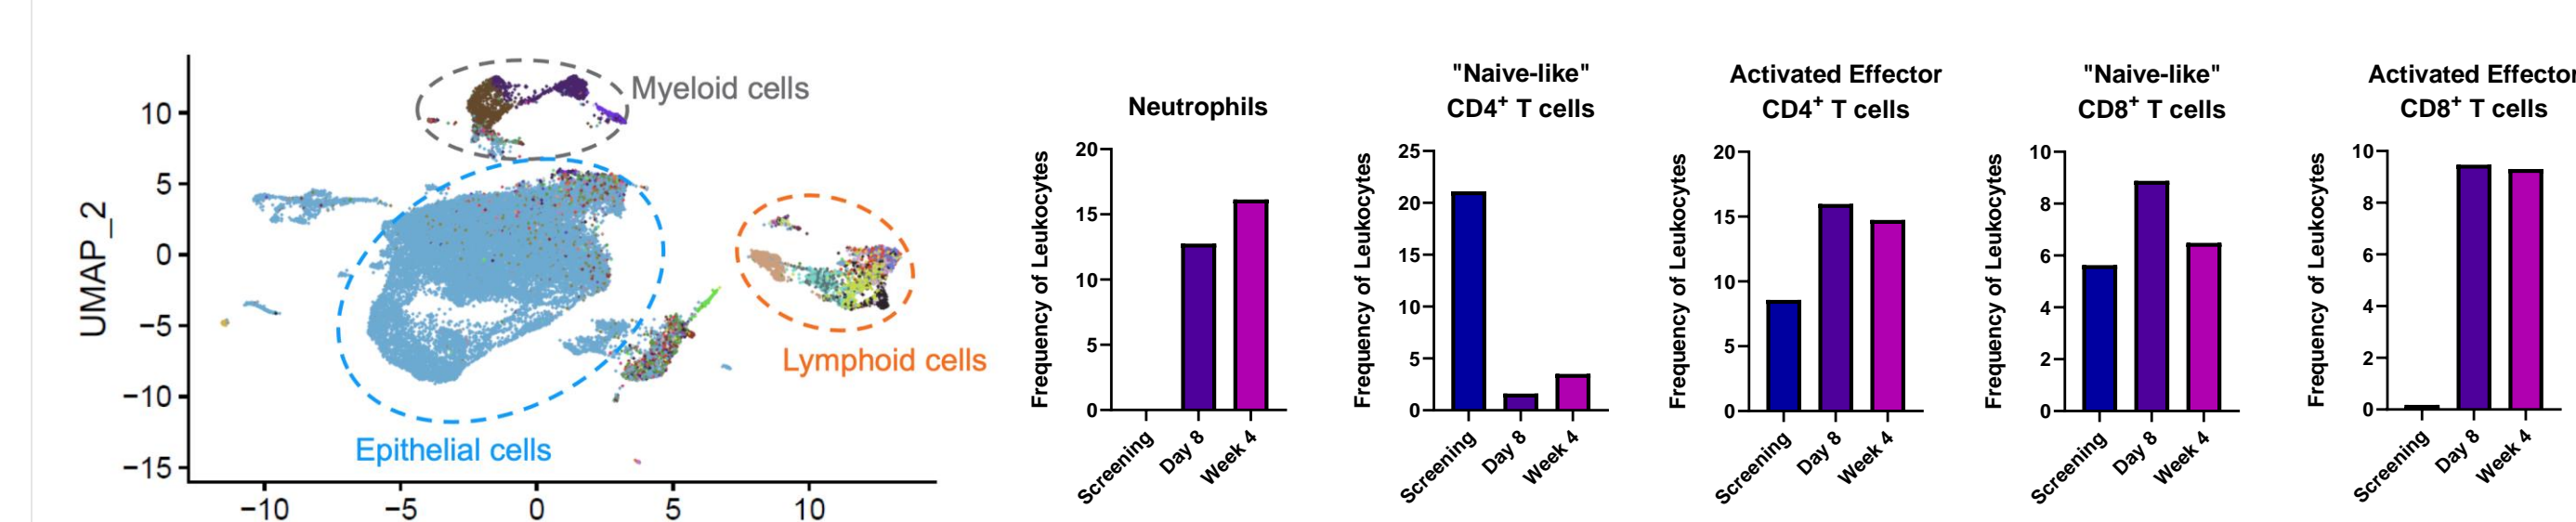 Myeloid cells
Lymphoid cells
Epithelial cells
UMAP_2
10
5
0
−5
−10
−15
−10
−5
0
5
10
Neutrophils
Frequency of Leukocytes
20
15
10
5
0
Screening
Day 8
Week 4
"Naive-like"
CD4+ T cells
Frequency of Leukocytes
25
20
15
10
5
0
Screening
Day 8
Week 4
Activated Effector
CD4+ T cells
Frequency of Leukocytes
20
15
10
5
0
Screening
Day 8
Week 4
"Naive-like"
CD8+ T cells
Frequency of Leukocytes
10
8
6
4
2
0
Screening
Day 8
Week 4
Activated Effector
CD8+ T cells
Frequency of Leukocytes
10
8
6
4
2
0
Screening
Day 8
Week 4